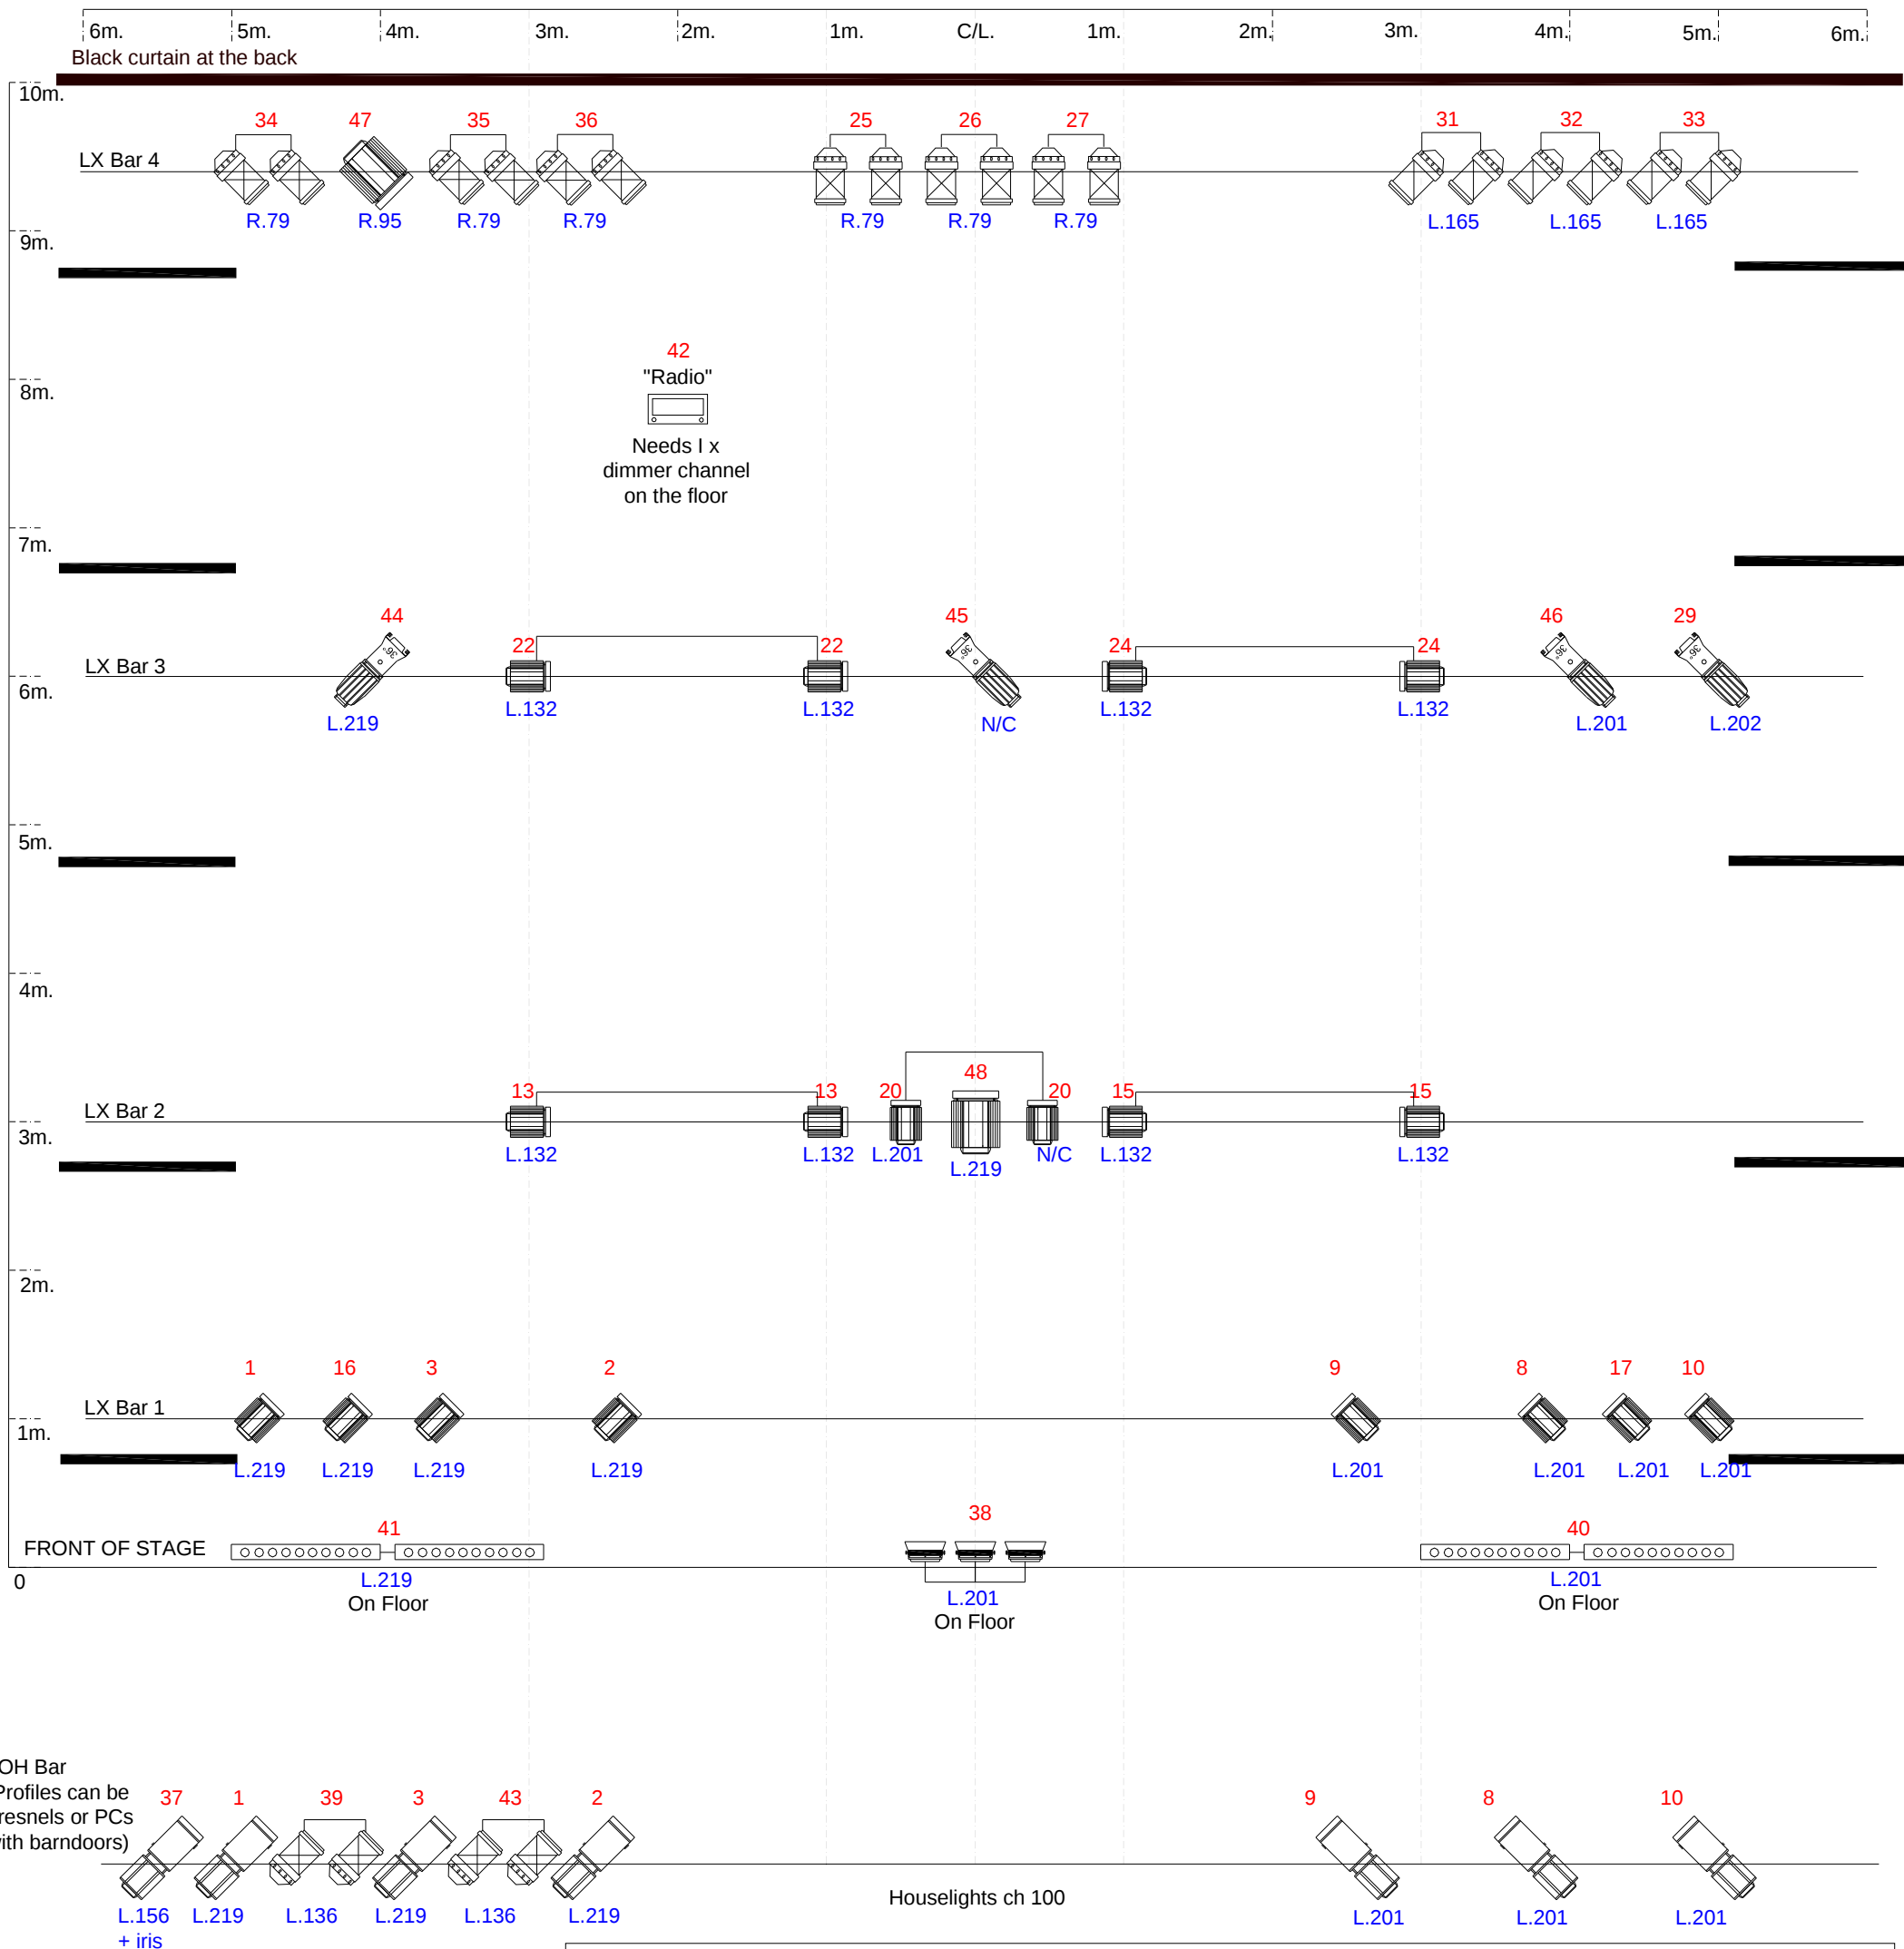 6m. 5m. 4m. 3m. 2m. 1m. C/L. 1m. 2m. 3m. 4m. 5m. 6m.
Black curtain at the back
10m.
34 47 35 36 25 26 27 31 32 33
LX Bar 4
R.79 R.95 R.79 R.79 R.79 R.79 R.79 L.165 L.165 L.165
9m.
42
"Radio"
8m.
Needs I x
dimmer channel
on the floor
7m.
44 45 46 29
22 22 24 24
LX Bar 3
36° 36° 36° 36°
6m.
L.132 L.132 L.132 L.132
L.219 N/C L.201 L.202
5m.
4m.
48
13 13 20 20 15 15
LX Bar 2
3m.
L.132 L.132 L.201 N/C L.132 L.132
L.219
2m.
1 16 3 2 9 8 17 10
LX Bar 1
1m.
L.219 L.219 L.219 L.219 L.201 L.201 L.201 L.201
38
41 40
FRONT OF STAGE
0
L.219 L.201
On Floor On Floor
L.201
On Floor
OH Bar
Profiles can be
resnels or PCs
with barndoors)
37 1 39 3 43 2 9 8 10
Houselights ch 100
L.156 L.219 L.136 L.219 L.136 L.219 L.201 L.201 L.201
+ iris